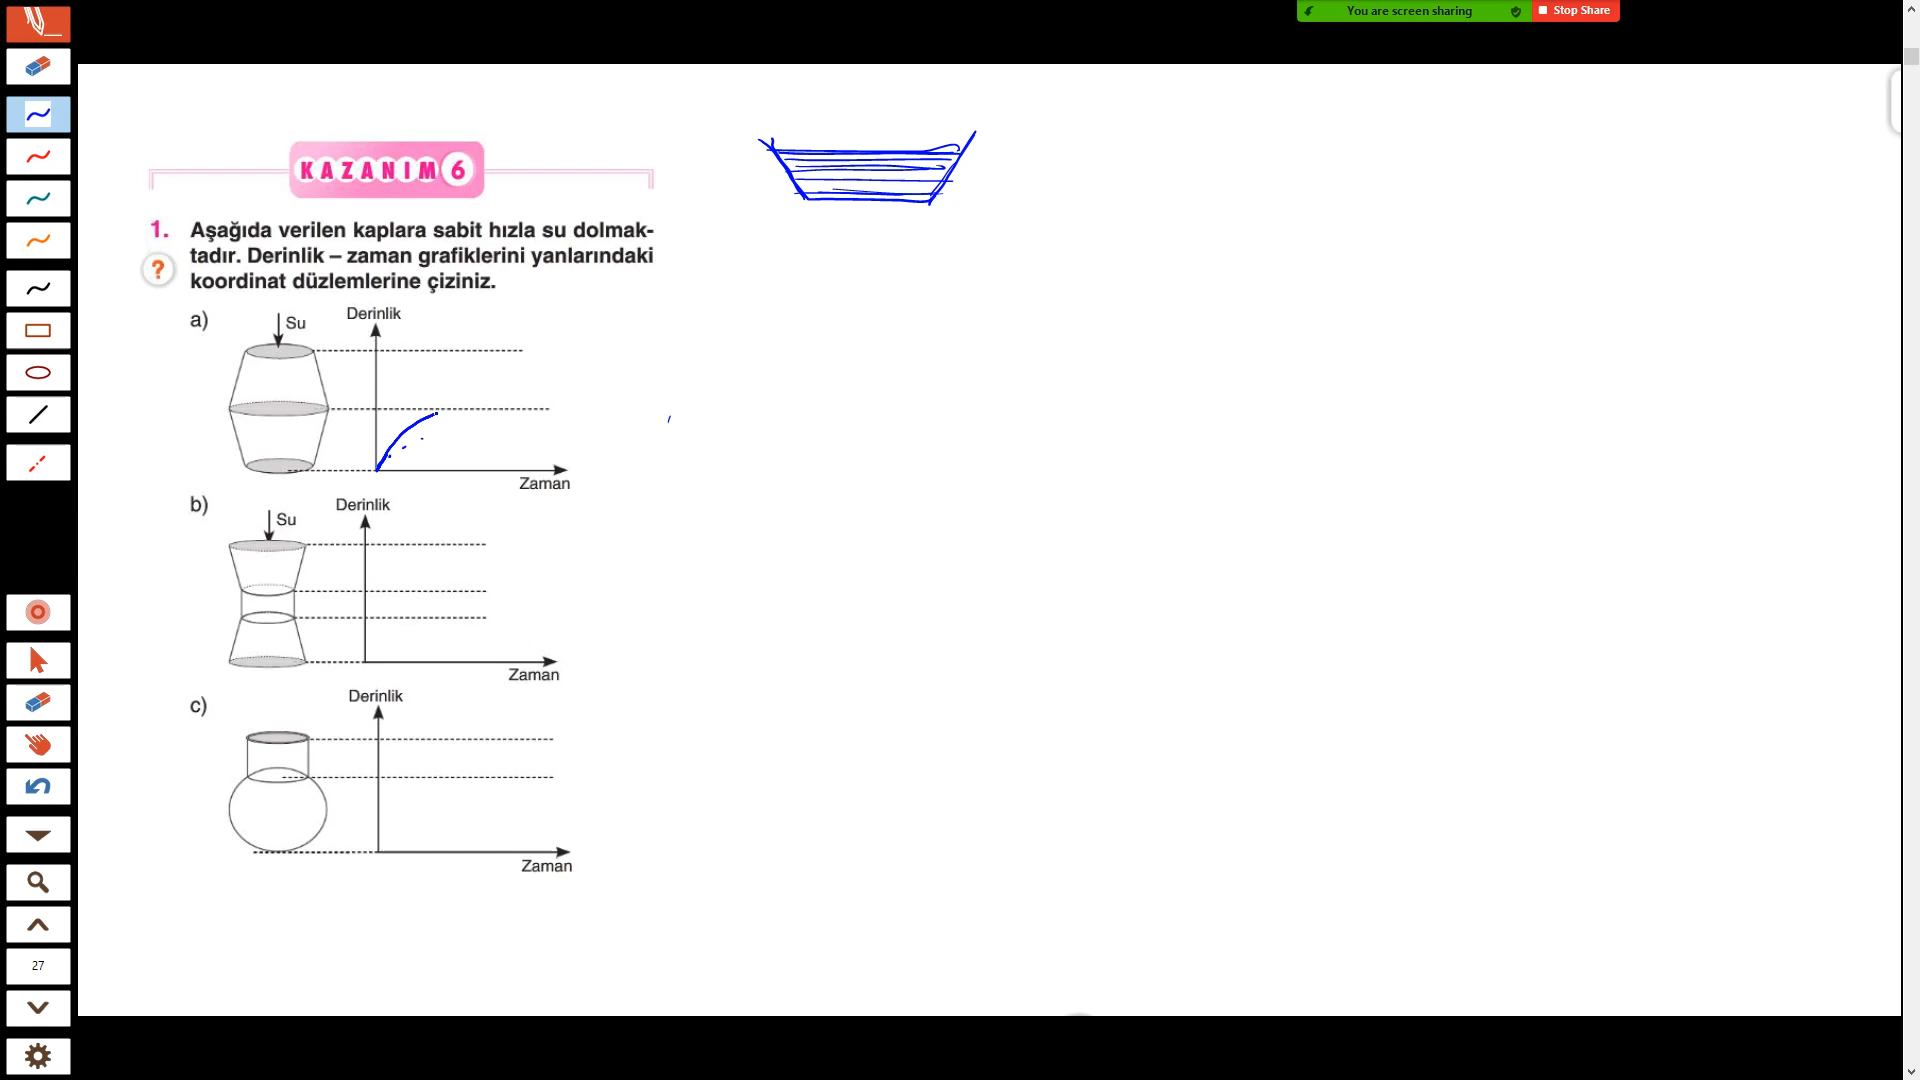 You are screen sharing
Stop Share
KAZANIM 6
1. Aşağıda verilen kaplara sabit hızla su dolmak-
tadır. Derinlik – zaman grafiklerini yanlarındaki
koordinat düzlemlerine çiziniz.
?
a)
Su
Derinlik
Zaman
b)
Su
Derinlik
Zaman
c)
Derinlik
Zaman
27